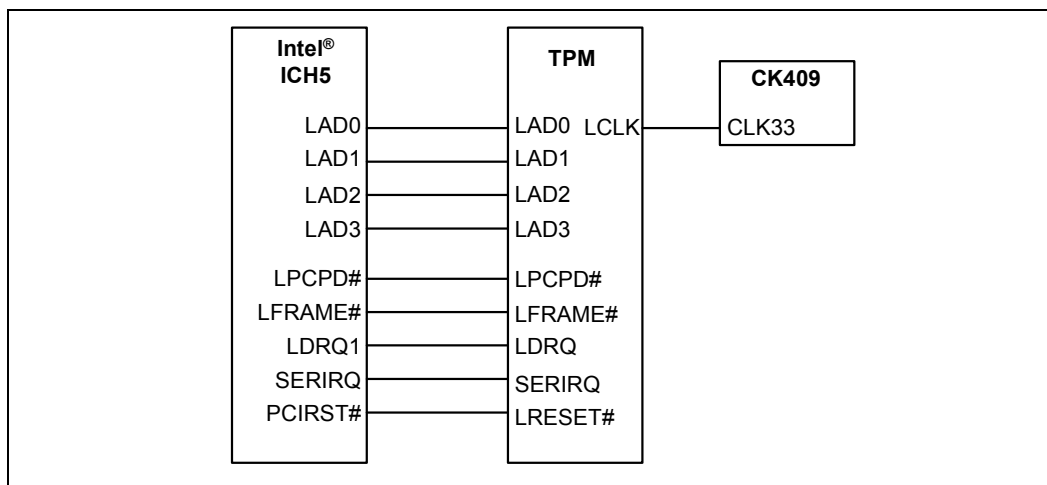 Intel®
ICH5
TPM
CK409
LAD0
LAD0
LCLK
CLK33
LAD1
LAD1
LAD2
LAD2
LAD3
LAD3
LPCPD#
LPCPD#
LFRAME#
LFRAME#
LDRQ1
LDRQ
SERIRQ
SERIRQ
PCIRST#
LRESET#